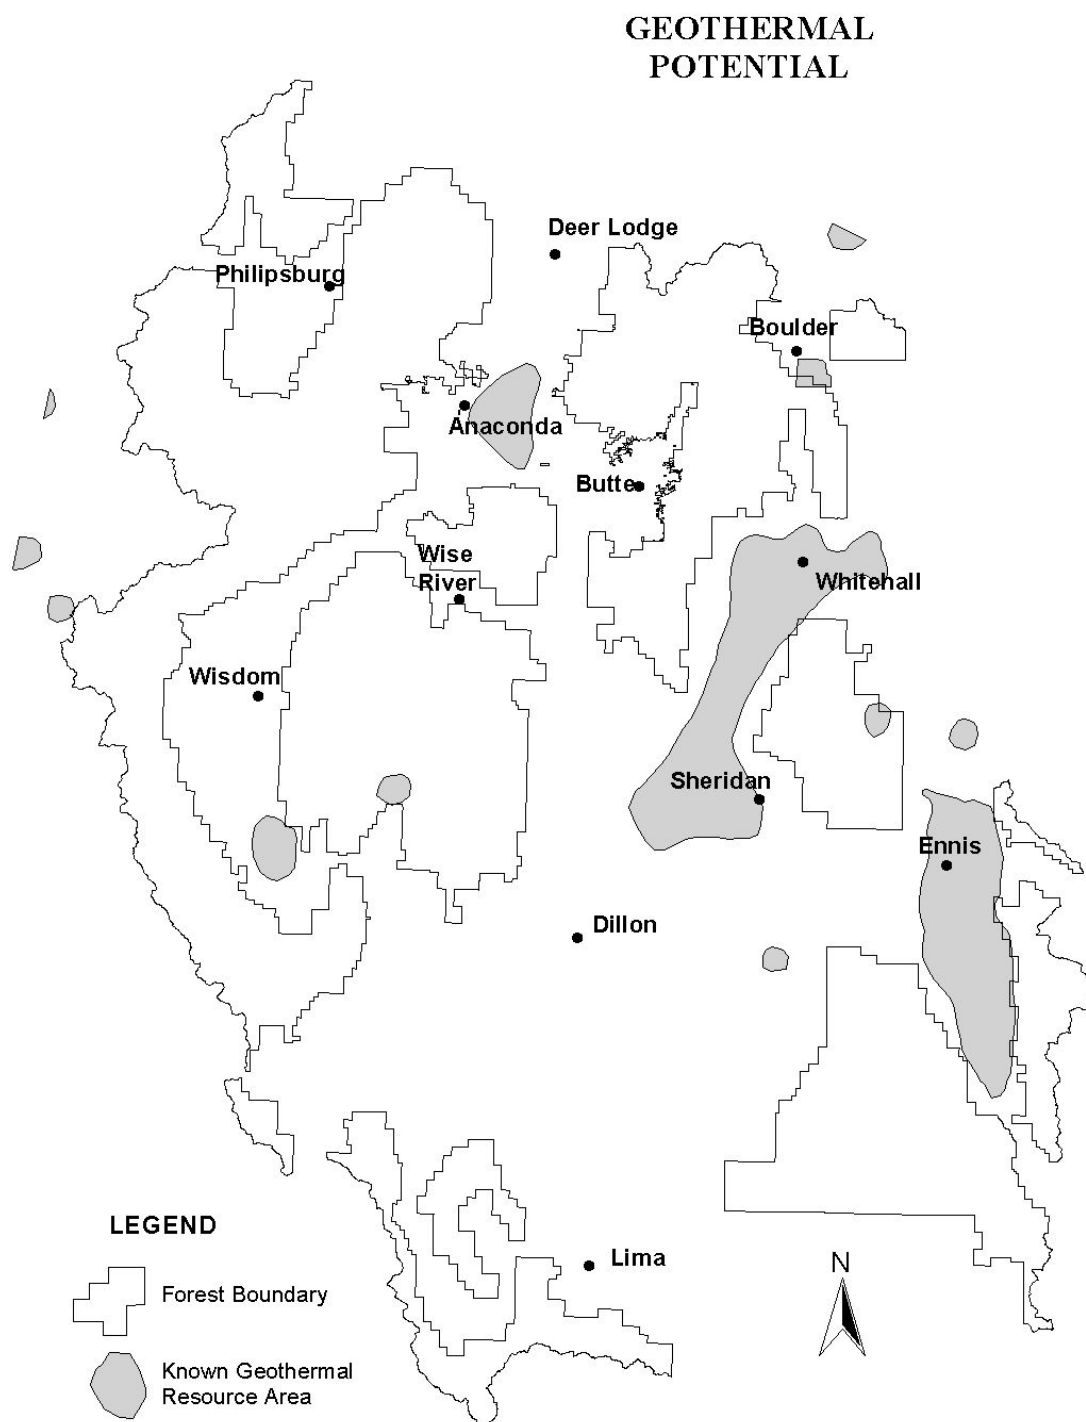 GEOTHERMAL
POTENTIAL
Deer Lodge
Philipsburg
Boulder
Anaconda
Butte
Wise
River
Whitehall
Wisdom
Sheridan
Ennis
Dillon
LEGEND
Lima
N
Forest Boundary
Known Geothermal
Resource Area